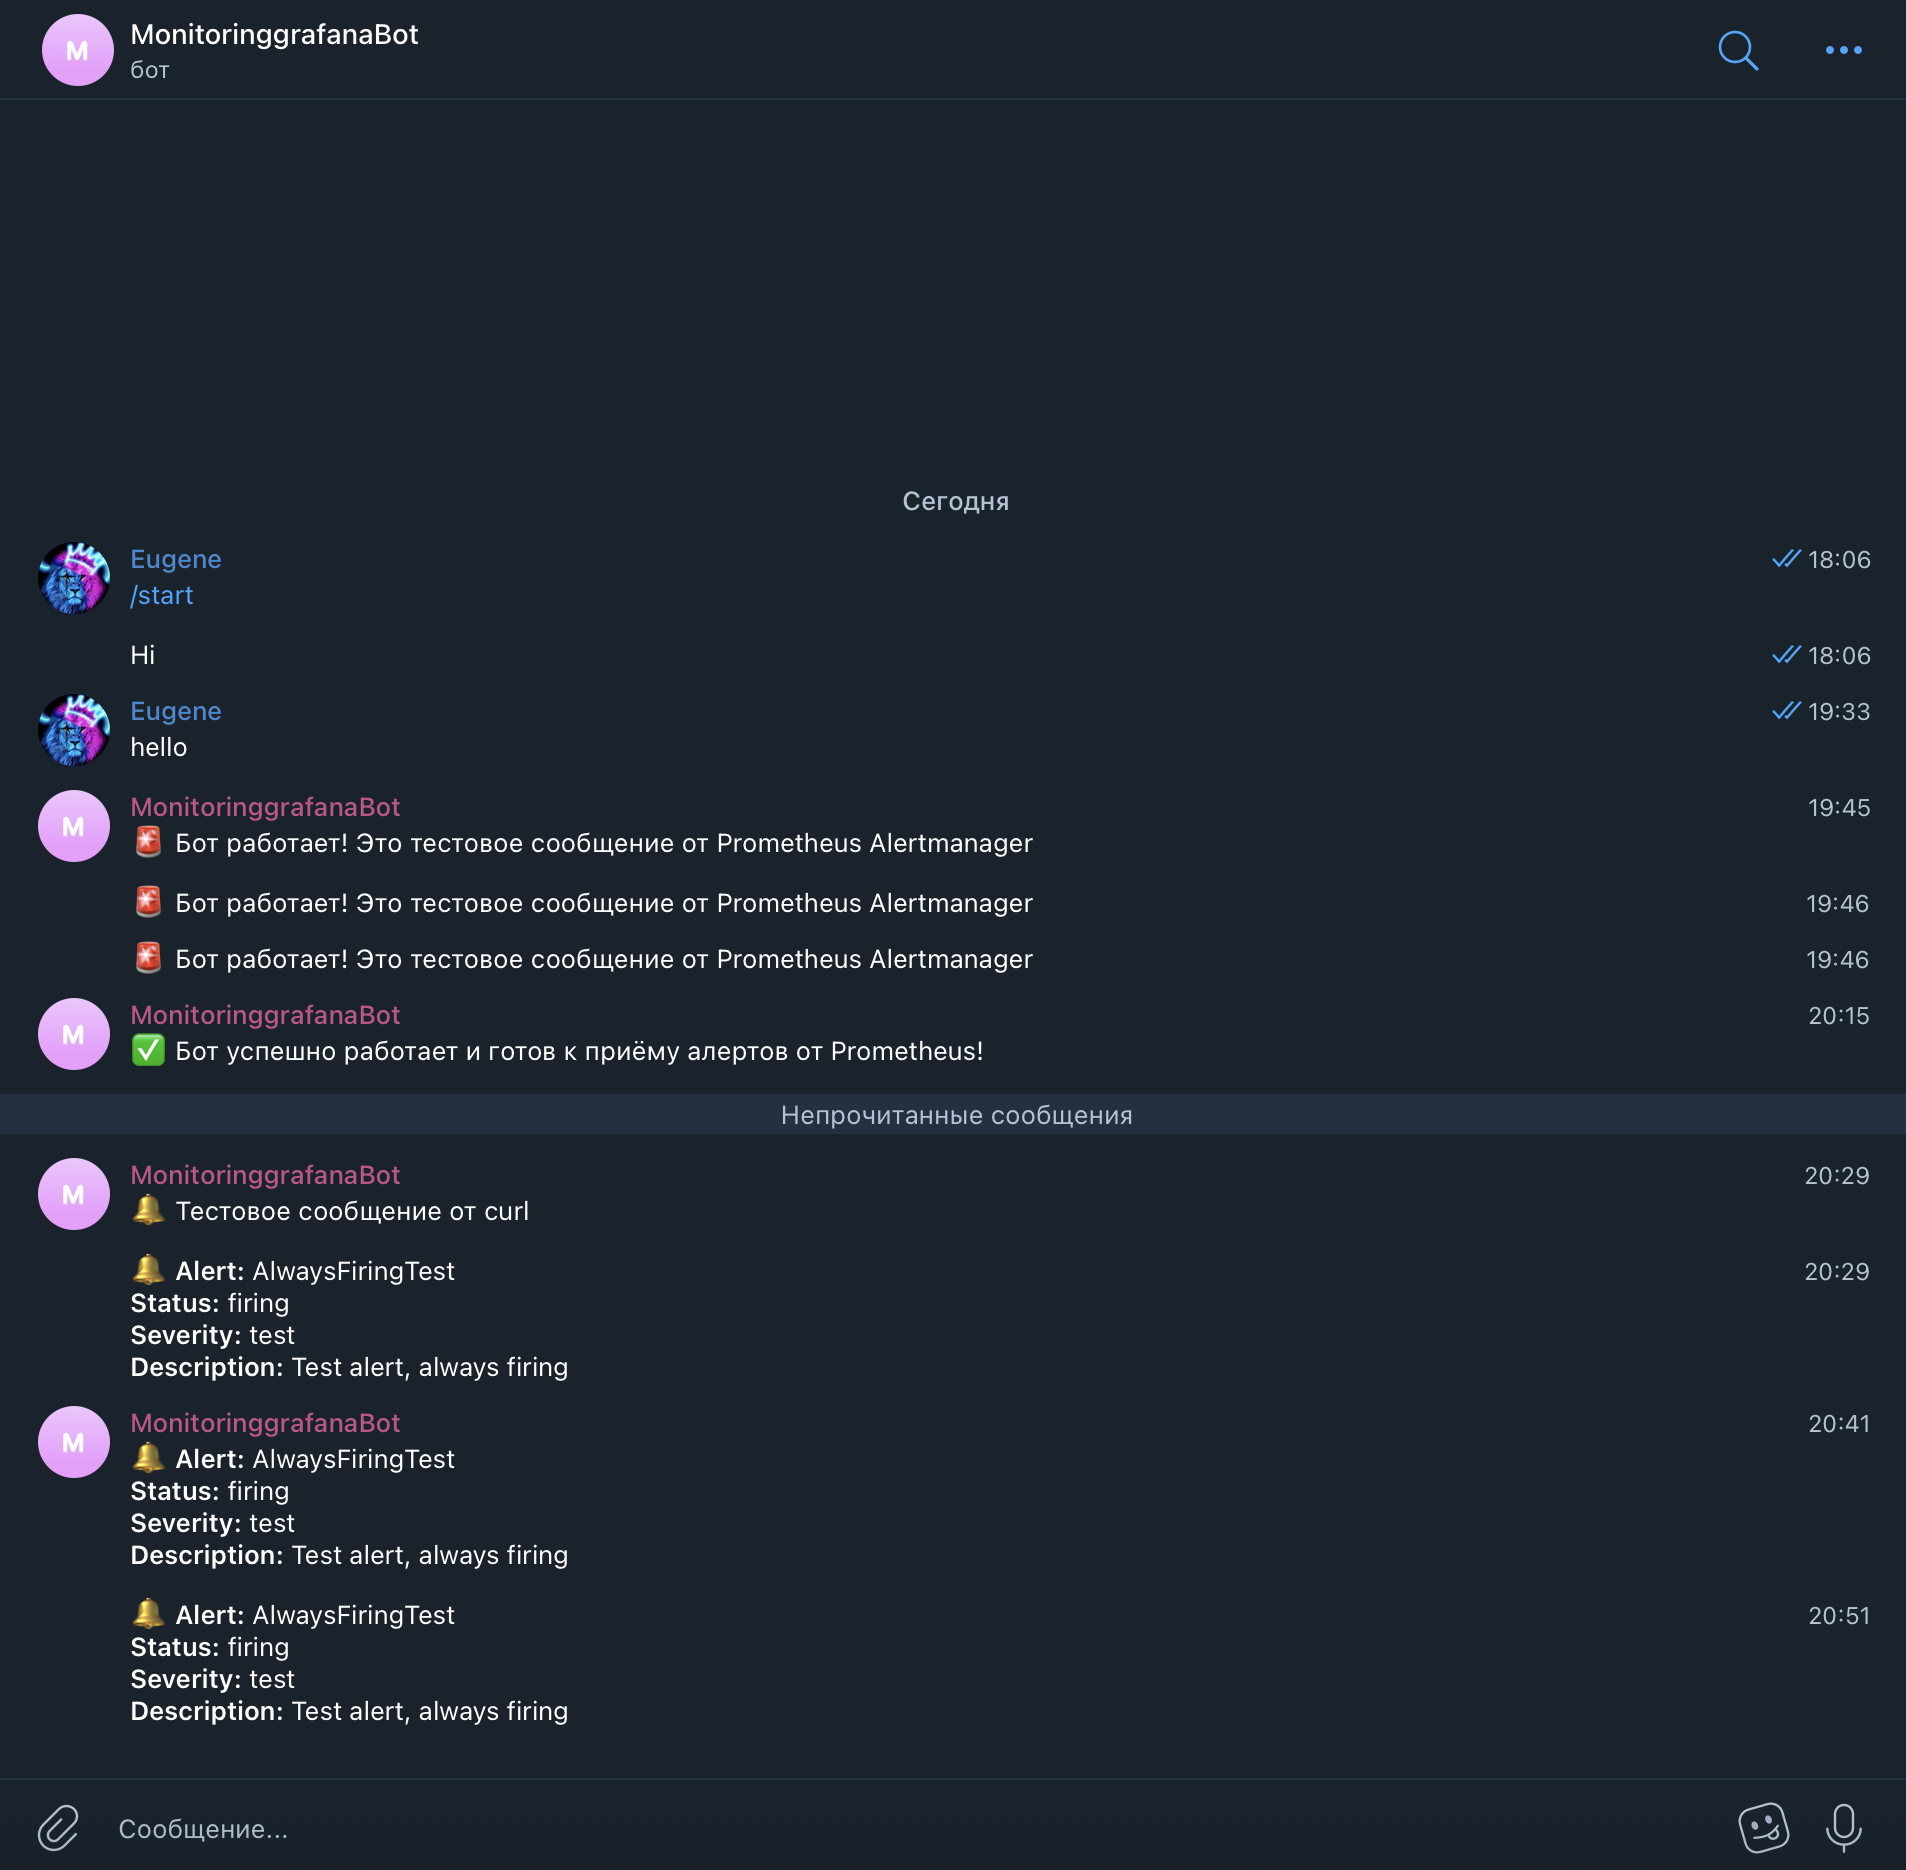 M
MonitoringgrafanaBot
бот
Сегодня
Eugene
18:06
/start
Hi
18:06
Eugene
19:33
hello
M
MonitoringgrafanaBot
19:45
🚨 Бот работает! Это тестовое сообщение от Prometheus Alertmanager
🚨 Бот работает! Это тестовое сообщение от Prometheus Alertmanager
19:46
🚨 Бот работает! Это тестовое сообщение от Prometheus Alertmanager
19:46
M
MonitoringgrafanaBot
20:15
✅ Бот успешно работает и готов к приёму алертов от Prometheus!
Непрочитанные сообщения
M
MonitoringgrafanaBot
20:29
🔔 Тестовое сообщение от curl
🔔 Alert: AlwaysFiringTest
20:29
Status: firing
Severity: test
Description: Test alert, always firing
M
MonitoringgrafanaBot
20:41
🔔 Alert: AlwaysFiringTest
Status: firing
Severity: test
Description: Test alert, always firing
🔔 Alert: AlwaysFiringTest
20:51
Status: firing
Severity: test
Description: Test alert, always firing
Сообщение...